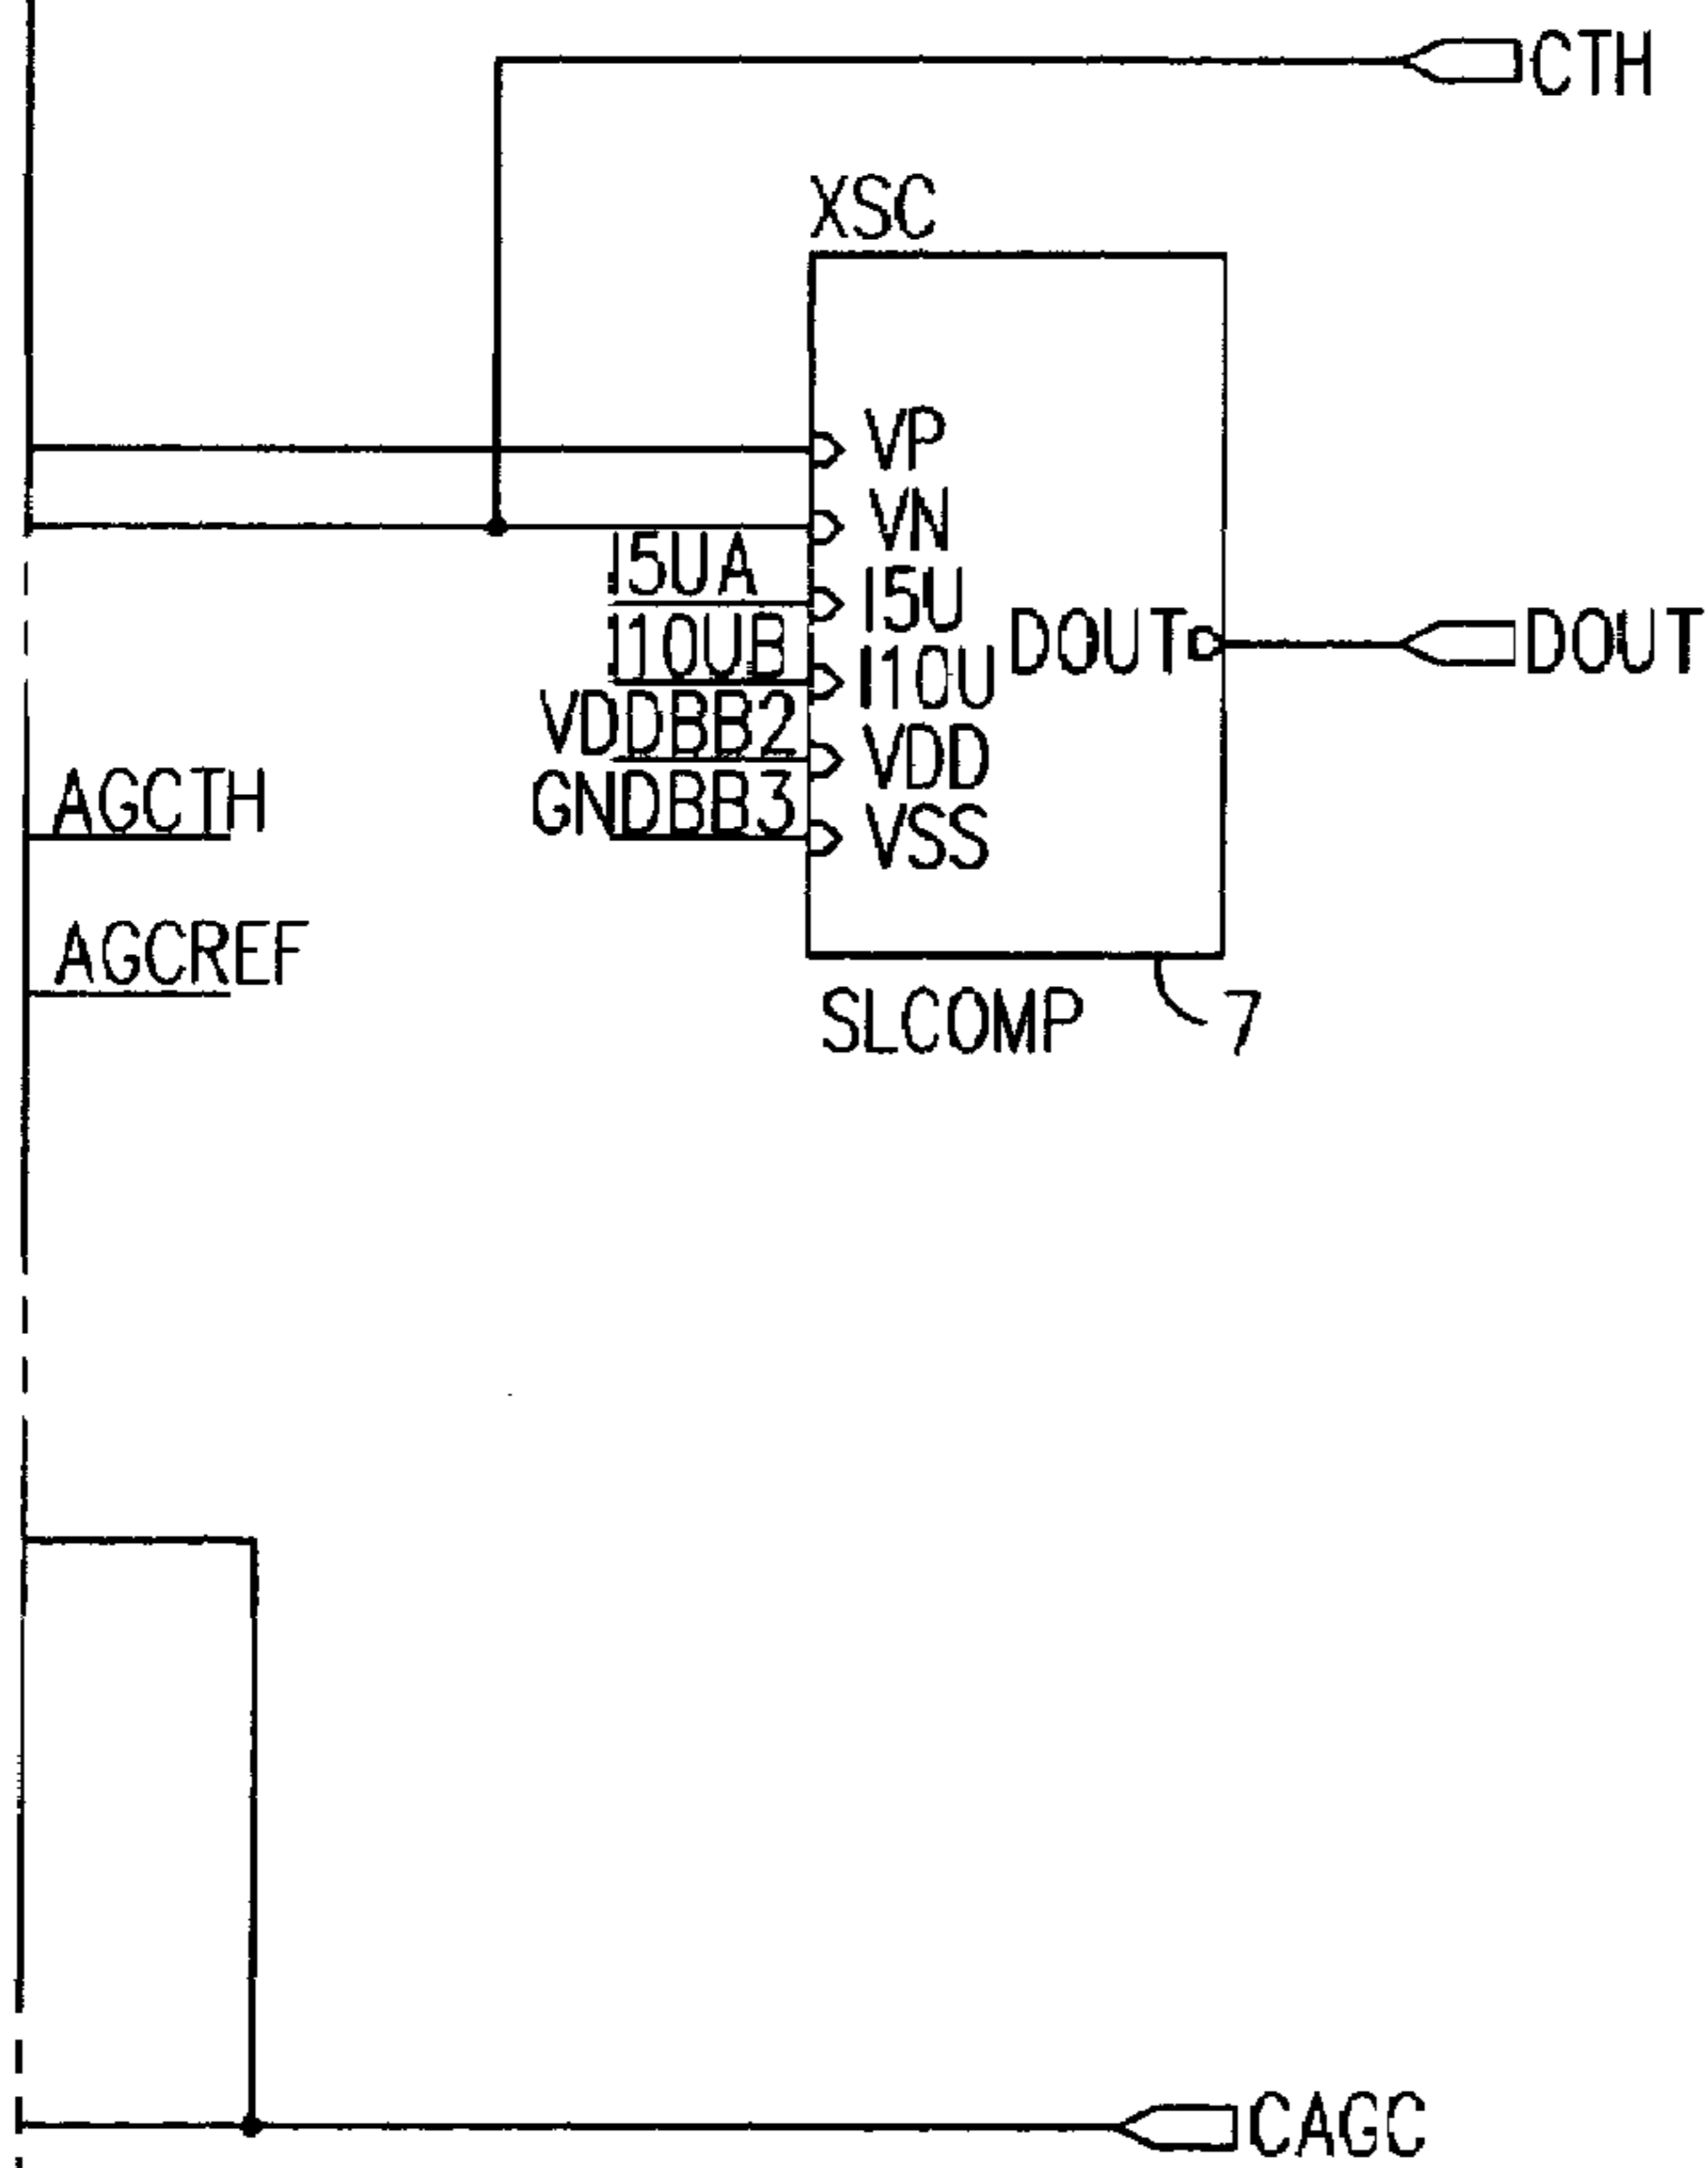 CTH
XSC
VP
VN
I5UA
I5U
I10UB
I10U
DOUT
DOUT
VDDBB2
VDD
AGCTH
GNDBB3
VSS
AGCREF
SLCOMP
7
CAGC